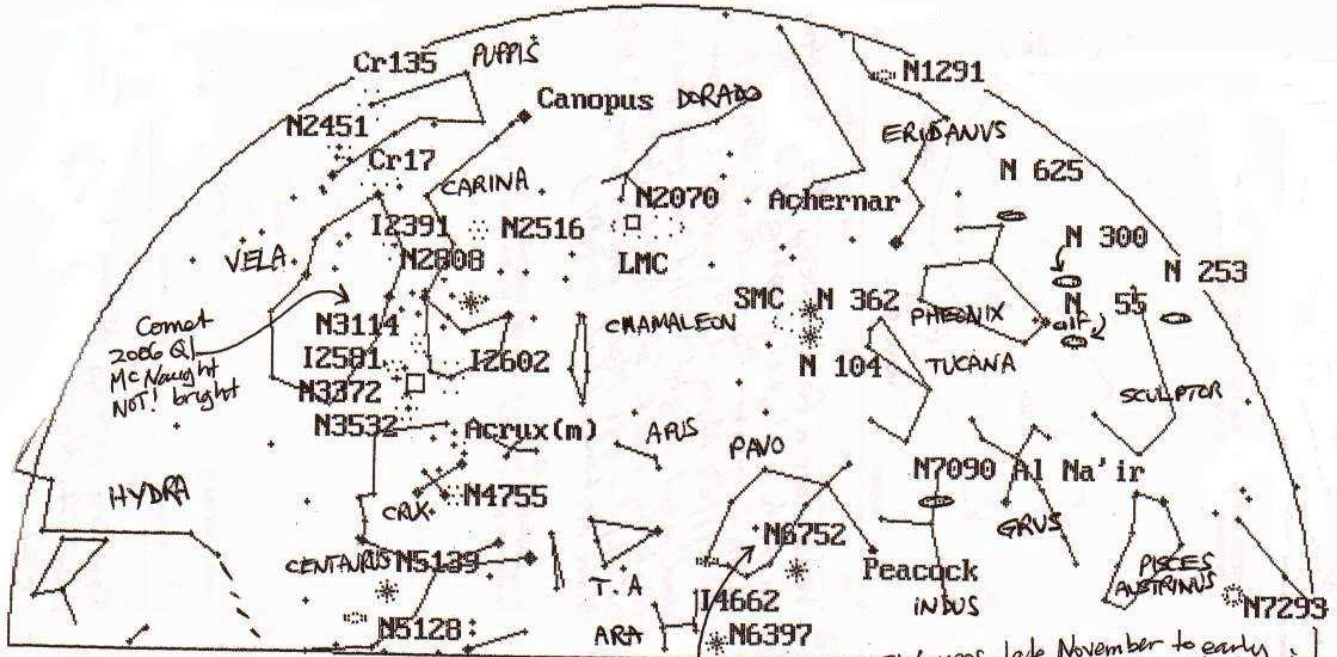 Cr135
PUPPIS
N1291
Canopus
DORADO
N2451
ERIDANUS
Cr17
N 625
CARINA
N2070
Achernar
I2391
N2516
N 300
VELA
N2808
LMC
N 253
SMC
N 362
N 55
Comet
2006 Q1
McNaught
NOT! bright
N3114
CHAMALEON
PHEONIX
I2581
I2602
N 104
TUCANA
N3372
SCULPTOR
N3532
Acrux(m)
APUS
PAVO
N7090
Al Na'ir
HYDRA
N4755
CRUX
GRUS
N6752
CENTAURUS
N5139
Peacock
PISCES
AUSTRINUS
T.A
I4662
INDUS
N7293
N5128:
ARA
N6397
late November to early